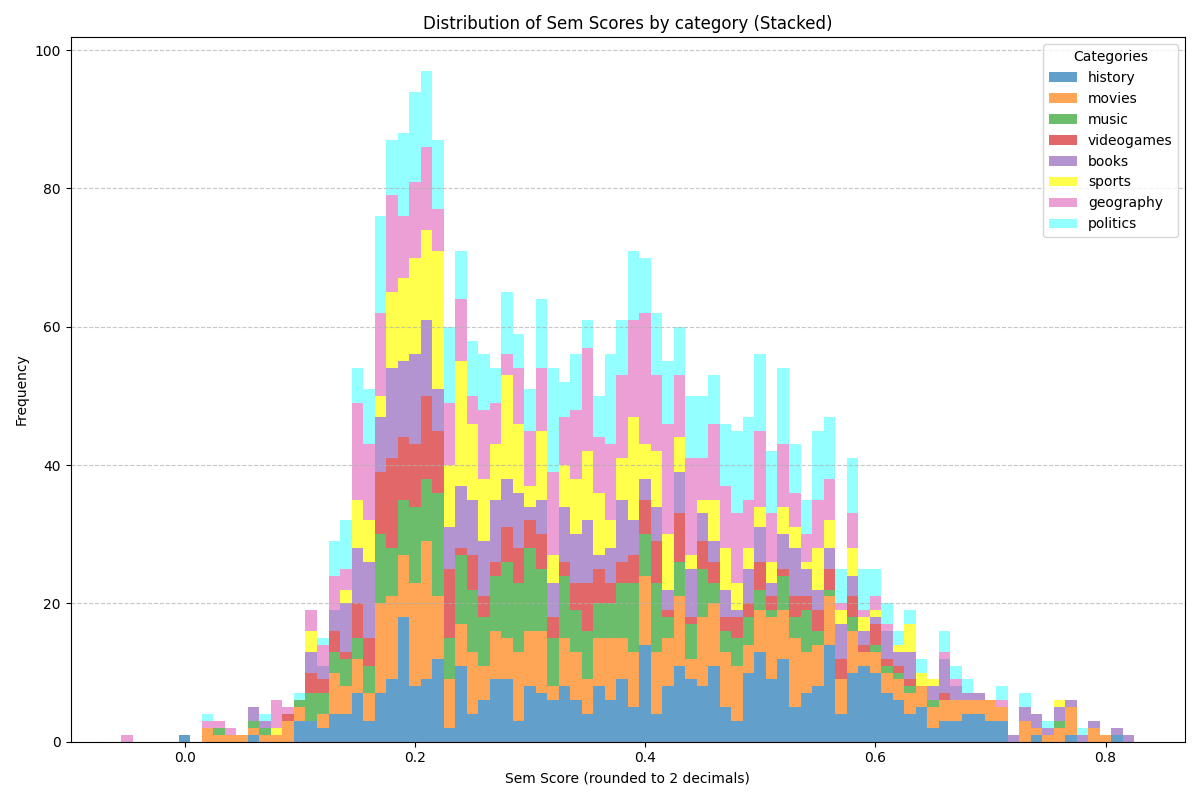 Distribution of Sem Scores by category (Stacked)
100
80
60
40
20
0
Frequency
0.0
0.2
0.4
0.6
0.8
Sem Score (rounded to 2 decimals)
Categories
history
movies
music
videogames
books
sports
geography
politics